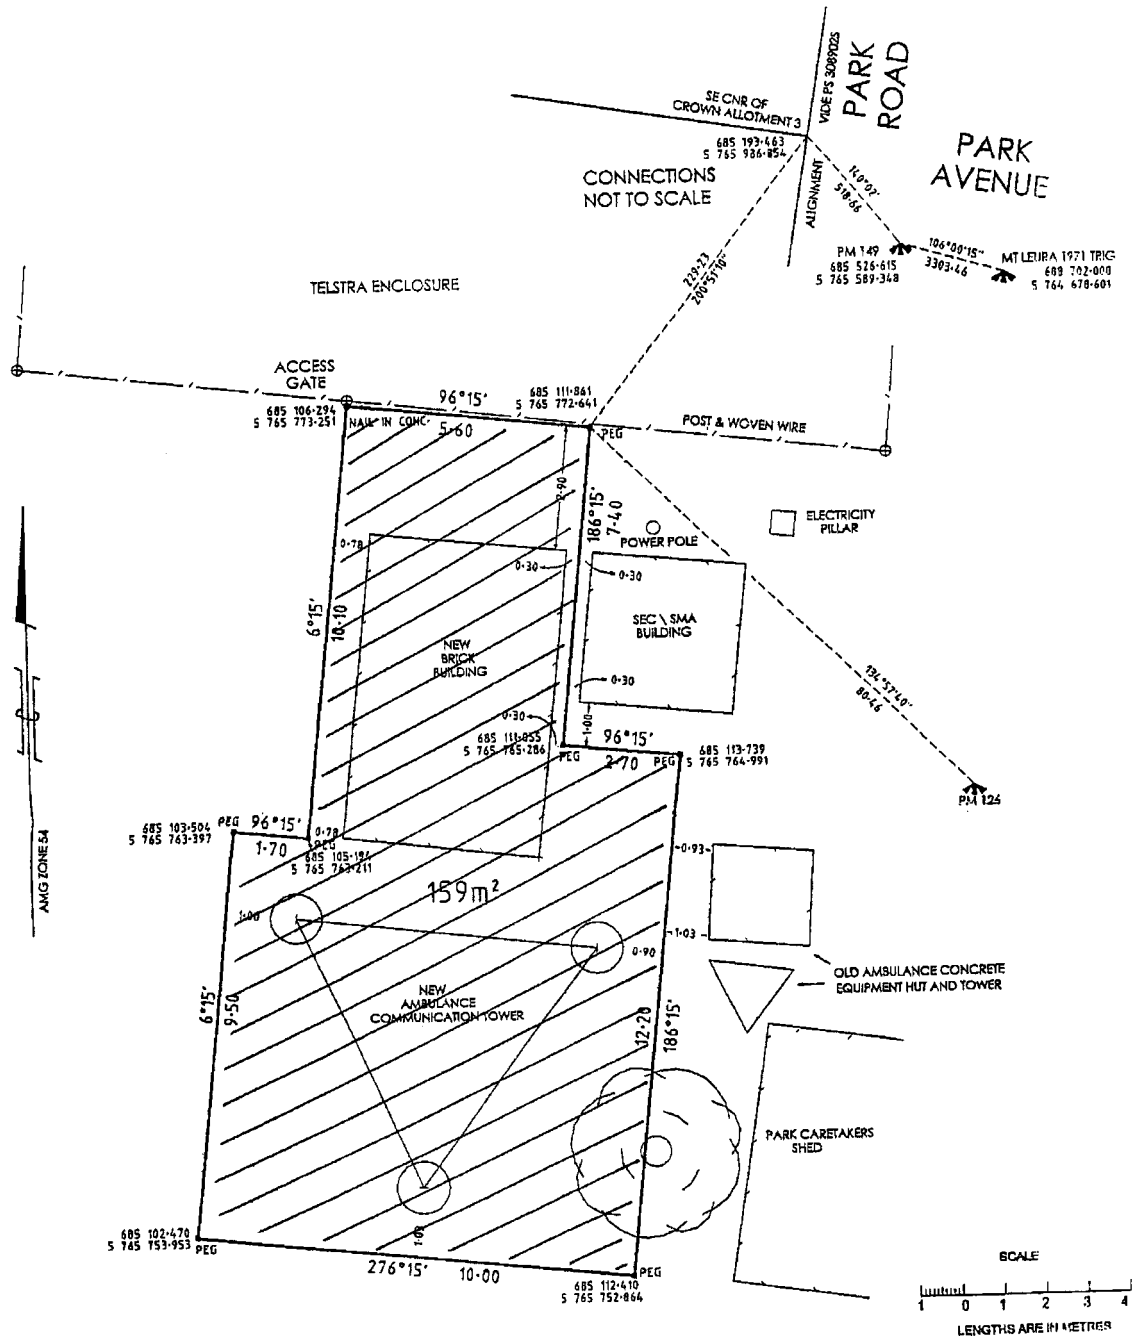 VIDE PS 308902S
PARK
ROAD
SE CNR OF
CROWN ALLOTMENT 3
685 193·463
5 765 986·854
PARK
AVENUE
CONNECTIONS
NOT TO SCALE
ALIGNMENT
140°02'
518·66
PM 149
685 526·615
5 765 589·348
106°00'15"
3303·46
MT LEURA 1971 TRIG
688 702·000
5 764 678·601
229·23
200°51'10"
TELSTRA ENCLOSURE
ACCESS
GATE
685 106·294
5 765 773·251
96°15'
685 111·861
5 765 772·641
NAIL IN CONC.
5·60
PEG
POST & WOVEN WIRE
2·90
186°15'
7·40
POWER POLE
ELECTRICITY
PILLAR
0·78
0·30
0·30
6°15'
10·10
NEW
BRICK
BUILDING
SEC \ SMA
BUILDING
0·30
134°57'40"
80·46
0·30
1·00
685 111·055
5 765 765·286
PEG
96°15'
2·70
PEG
685 113·739
5 765 764·991
PM 124
685 103·504
5 765 763·397
PEG
96°15'
1·70
0·78
PEG
685 105·194
5 765 763·211
AMG ZONE 54
159m²
0·93
1·00
1·03
0·90
OLD AMBULANCE CONCRETE
EQUIPMENT HUT AND TOWER
NEW
AMBULANCE
COMMUNICATION TOWER
6°15'
9·50
12·20
186°15'
PARK CARETAKERS
SHED
685 102·470
5 765 753·953
PEG
276°15'
10·00
PEG
685 112·410
5 765 752·864
SCALE
1 0 1 2 3 4
LENGTHS ARE IN METRES